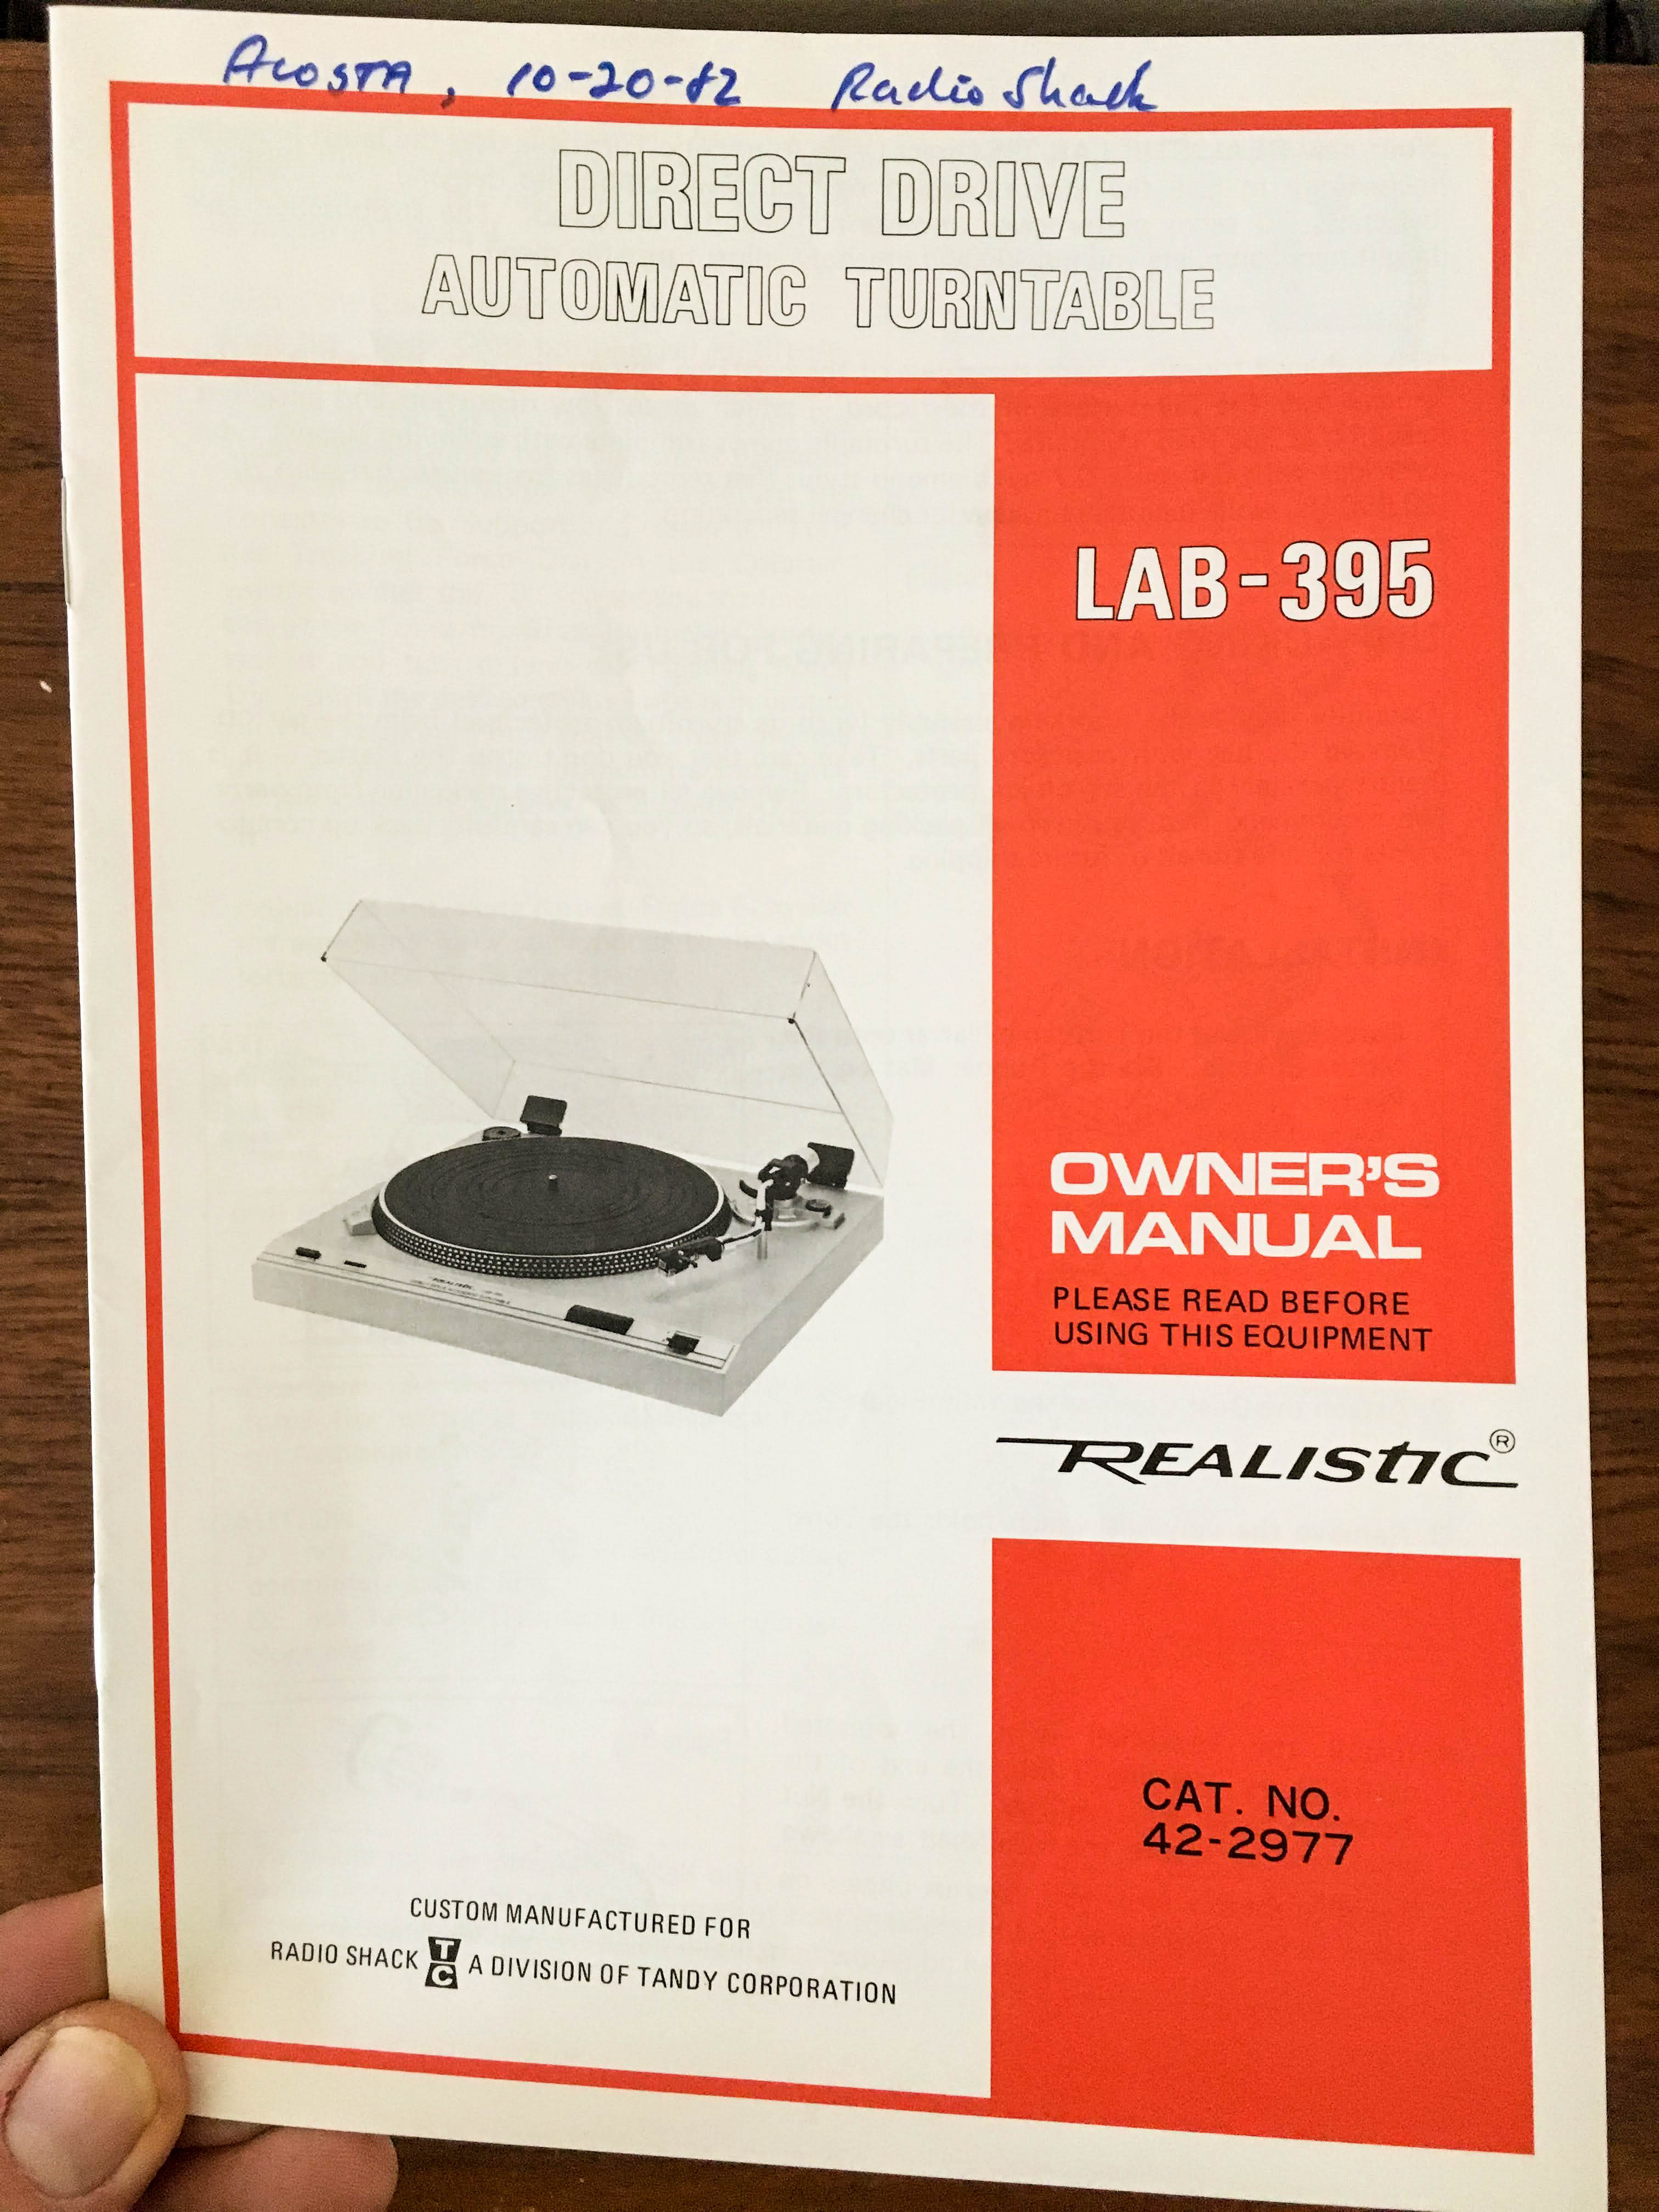 Acosta, 10-20-82 Radio Shack
DIRECT DRIVE
AUTOMATIC TURNTABLE
LAB-395
OWNER'S
MANUAL
PLEASE READ BEFORE
USING THIS EQUIPMENT
REALISTIC
REALISTIC®
CAT. NO.
42-2977
CUSTOM MANUFACTURED FOR
RADIO SHACK TC A DIVISION OF TANDY CORPORATION